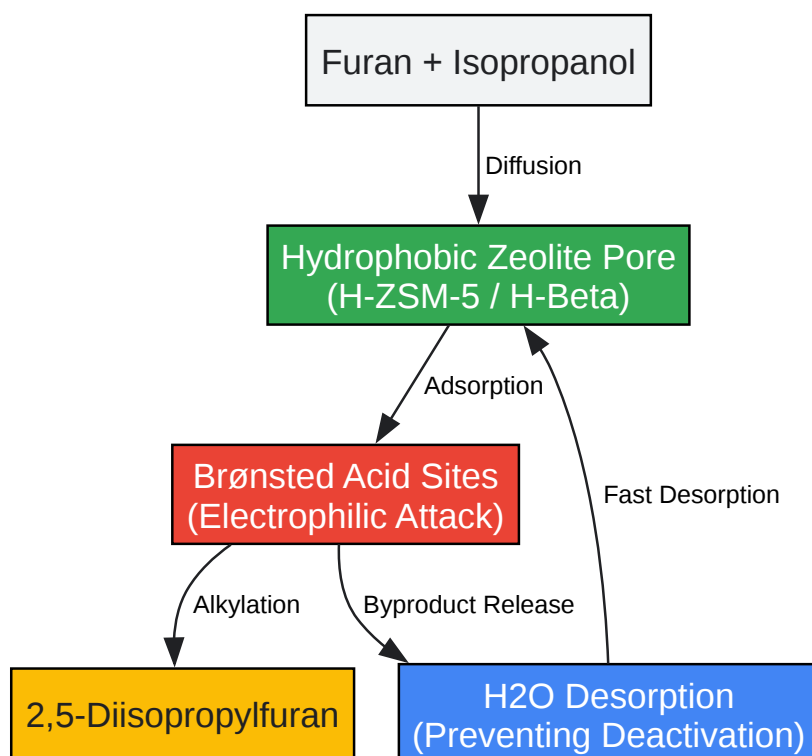 Furan + Isopropanol
Diffusion
Hydrophobic Zeolite Pore
(H-ZSM-5 / H-Beta)
Adsorption
Brønsted Acid Sites
(Electrophilic Attack)
Fast Desorption
Alkylation
Byproduct Release
2,5-Diisopropylfuran
H2O Desorption
(Preventing Deactivation)